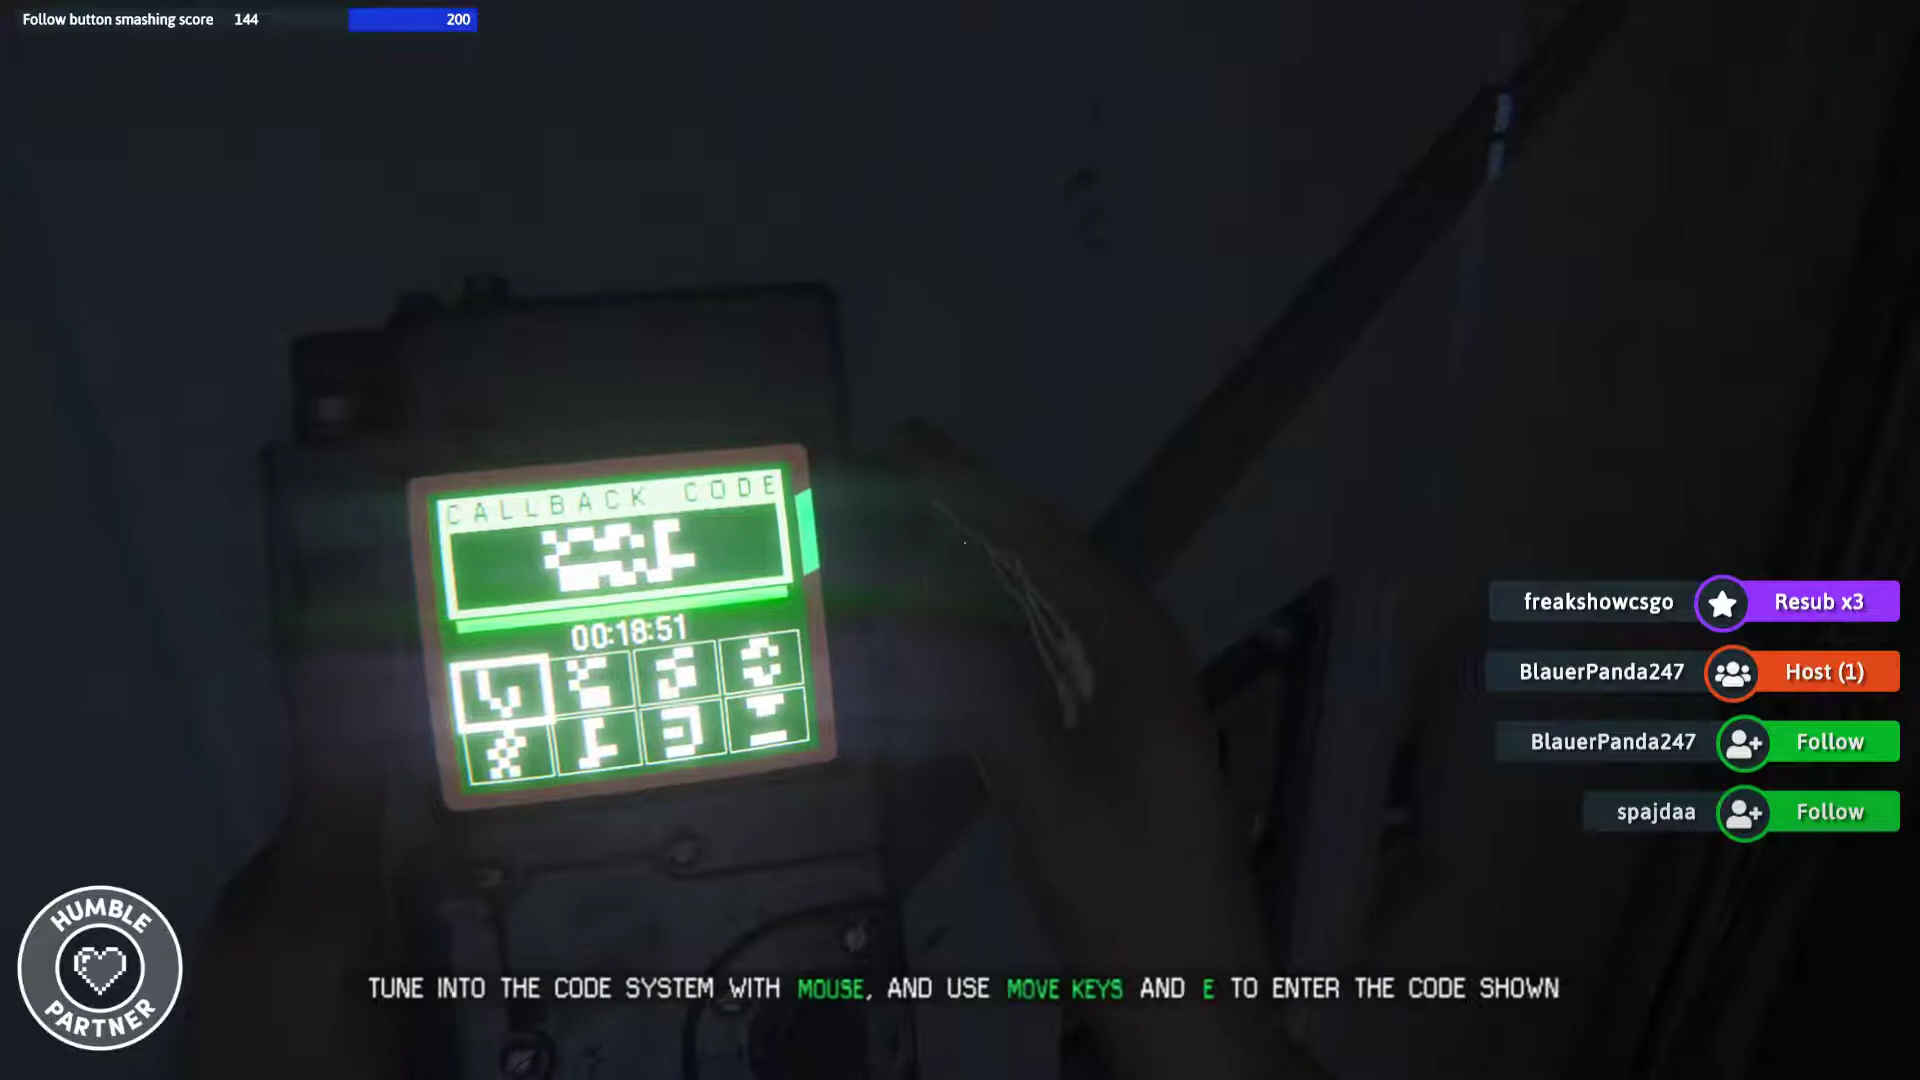 Follow button smashing score 144 200
CALLBACK CODE
00:18:51
freakshowcsgo Resub x3
BlauerPanda247 Host (1)
BlauerPanda247 Follow
spajdaa Follow
HUMBLE
PARTNER
TUNE INTO THE CODE SYSTEM WITH MOUSE, AND USE MOVE KEYS AND E TO ENTER THE CODE SHOWN